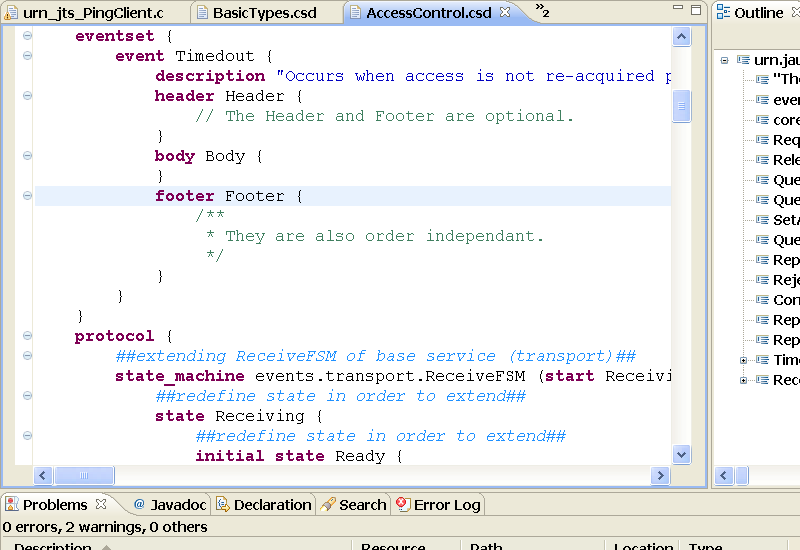 urn_jts_PingClient.c BasicTypes.csd AccessControl.csd »2
eventset {
event Timedout {
description "Occurs when access is not re-acquired
header Header {
// The Header and Footer are optional.
}
body Body {
}
footer Footer {
/**
* They are also order independant.
*/
}
}
}
protocol {
##extending ReceiveFSM of base service (transport)##
state_machine events.transport.ReceiveFSM (start
##redefine state in order to extend##
state Receiving {
##redefine state in order to extend##
initial state Ready {
Outline
urn.jau
"The
ever
core
Req
Rele
Que
Que
SetA
Que
Rep
Reje
Con
Rep
Rep
Time
Rece
Problems @ Javadoc Declaration Search Error Log
0 errors, 2 warnings, 0 others
Description Resource Path Location Type